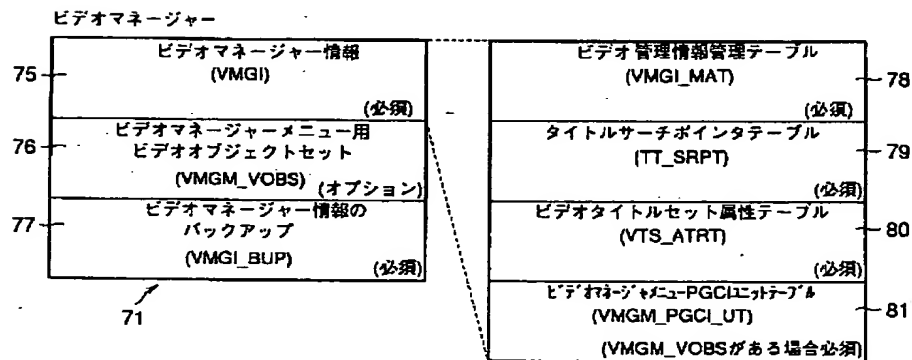 ビデオマネージャー
75
ビデオマネージャー情報
(VMGI)
(必須)
76
ビデオマネージャーメニュー用
ビデオオブジェクトセット
(VMGM_VOBS)
(オプション)
77
ビデオマネージャー情報の
バックアップ
(VMGI_BUP)
(必須)
71
ビデオ管理情報管理テーブル
(VMGI_MAT)
(必須)
78
タイトルサーチポインタテーブル
(TT_SRPT)
(必須)
79
ビデオタイトルセット属性テーブル
(VTS_ATRT)
(必須)
80
ビデオマネージャメニューPGCIユニットテーブル
(VMGM_PGCI_UT)
(VMGM_VOBSがある場合必須)
81